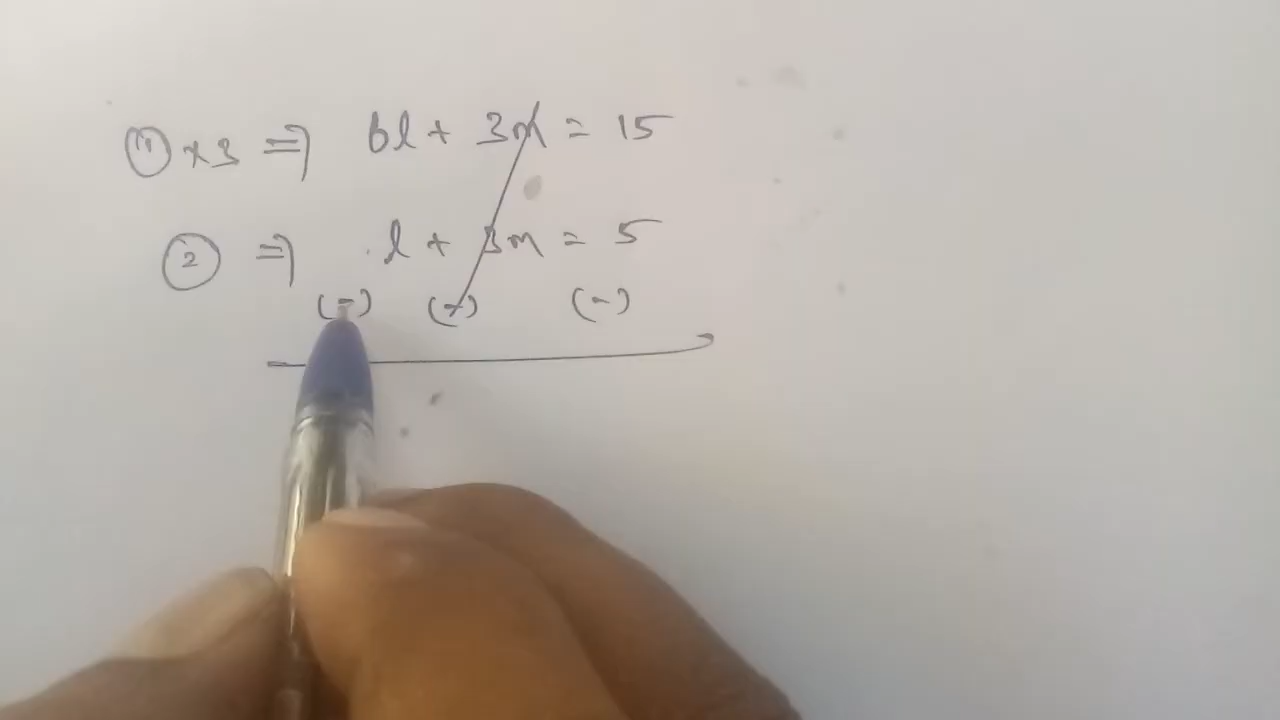 ① × 3 ⇒ 6l + 3m = 15
② ⇒ l + 3m = 5
(-) (-) (-)